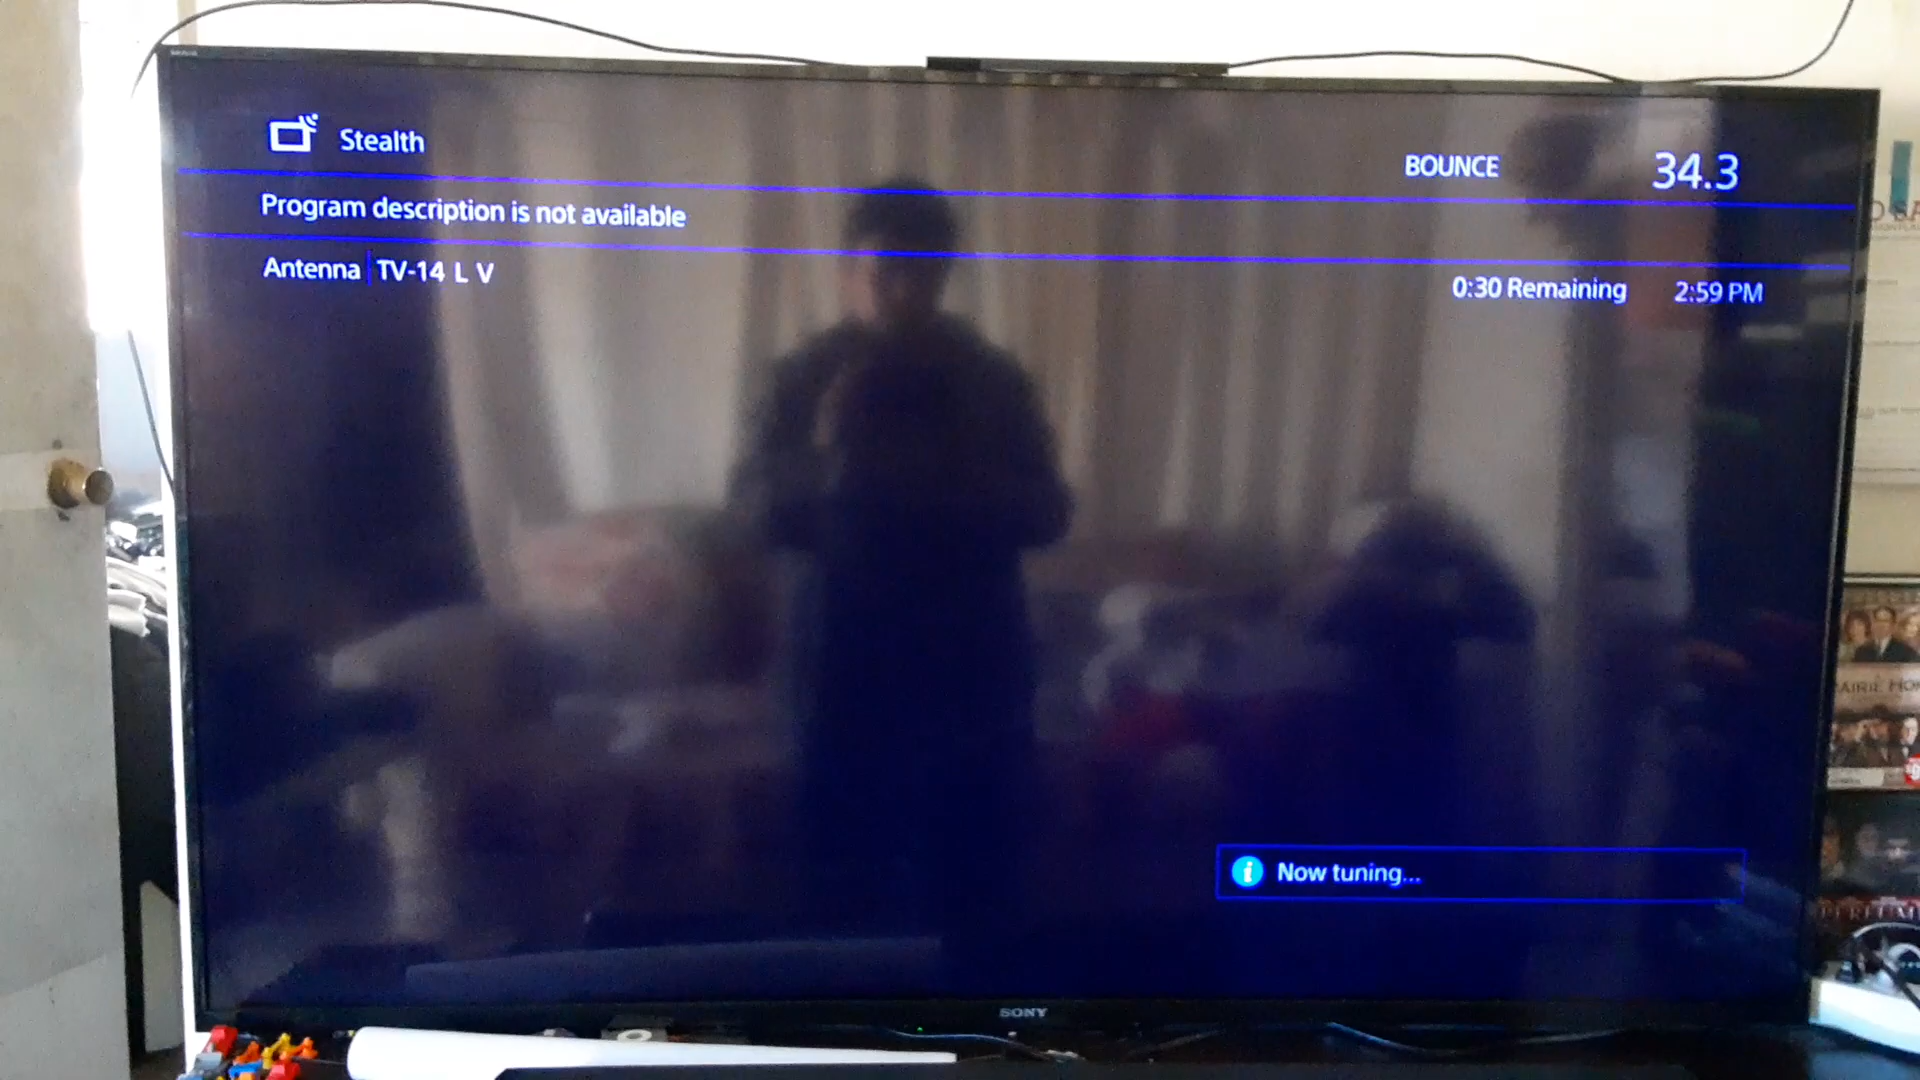 Stealth
BOUNCE 34.3
Program description is not available
Antenna TV-14 L V
0:30 Remaining 2:59 PM
Now tuning...
SONY